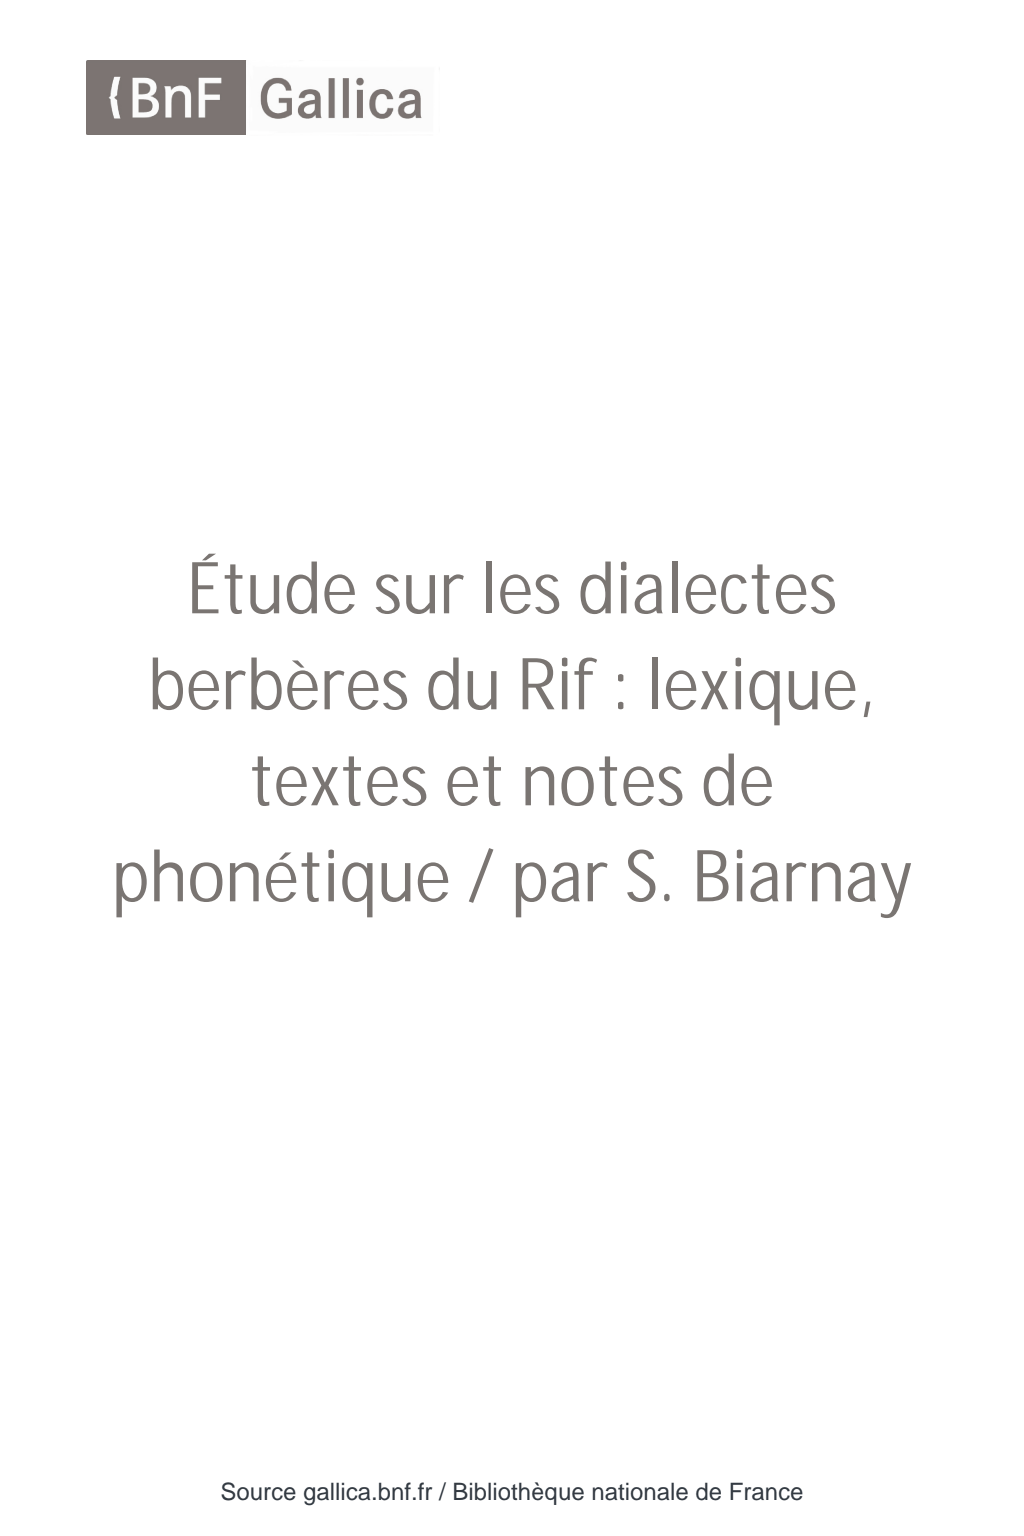 BnF Gallica
Étude sur les dialectes
berbères du Rif : lexique,
textes et notes de
phonétique / par S. Biarnay
Source gallica.bnf.fr / Bibliothèque nationale de France